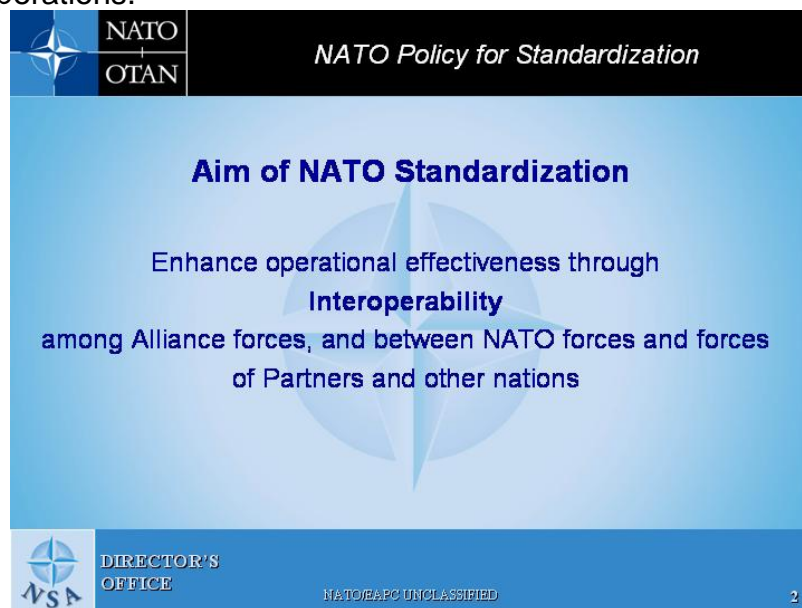 perations.
NATO
OTAN
NATO Policy for Standardization
Aim of NATO Standardization
Enhance operational effectiveness through
Interoperability
among Alliance forces, and between NATO forces and forces
of Partners and other nations
NSA
DIRECTOR'S
OFFICE
NATO/EAPC UNCLASSIFIED
2